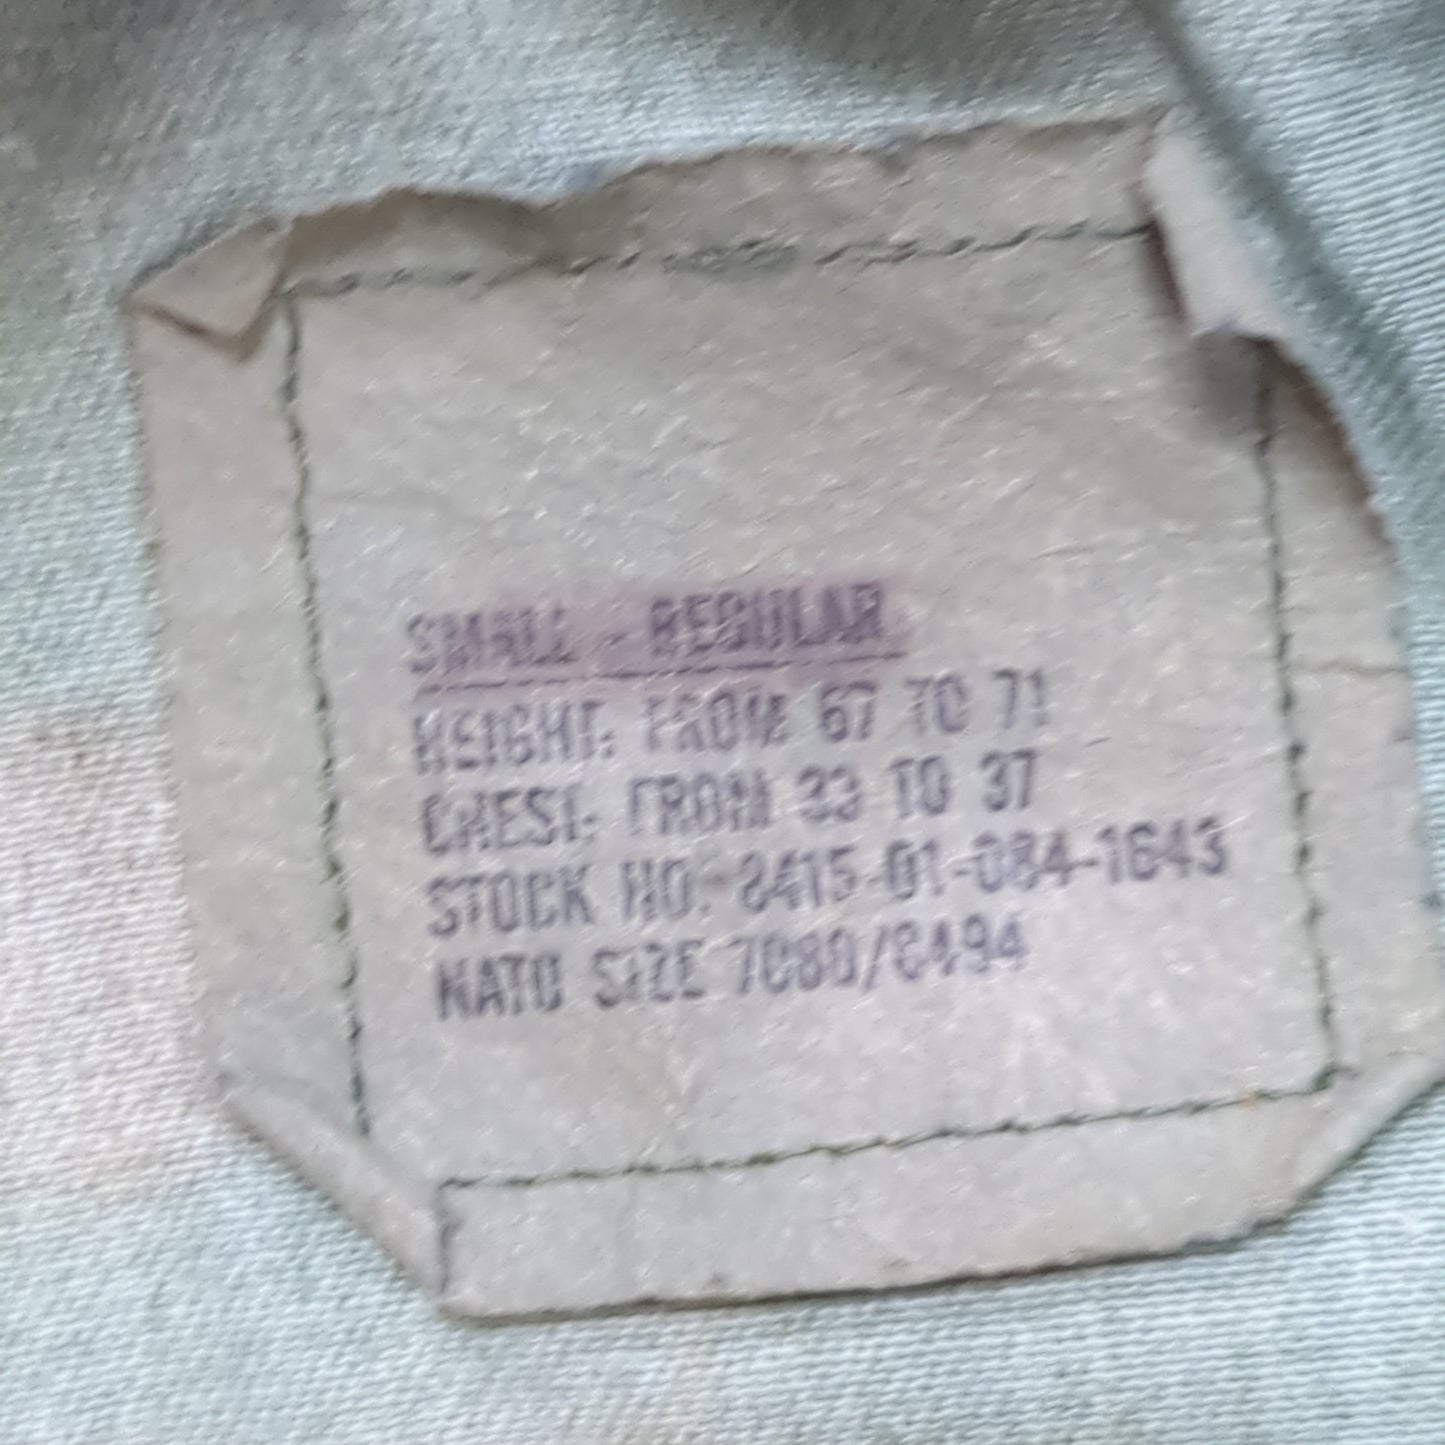 SMALL - REGULAR
HEIGHT: FROM 67 TO 71
CHEST: FROM 33 TO 37
STOCK NO.-8415-01-084-1643
NATO SIZE 7080/8494